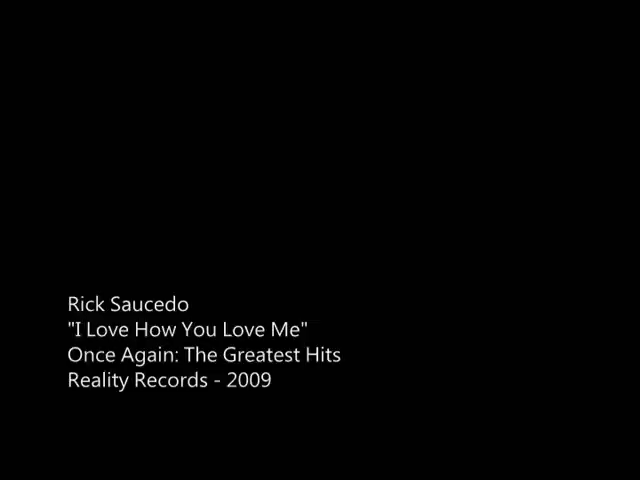 Rick Saucedo
"I Love How You Love Me"
Once Again: The Greatest Hits
Reality Records - 2009